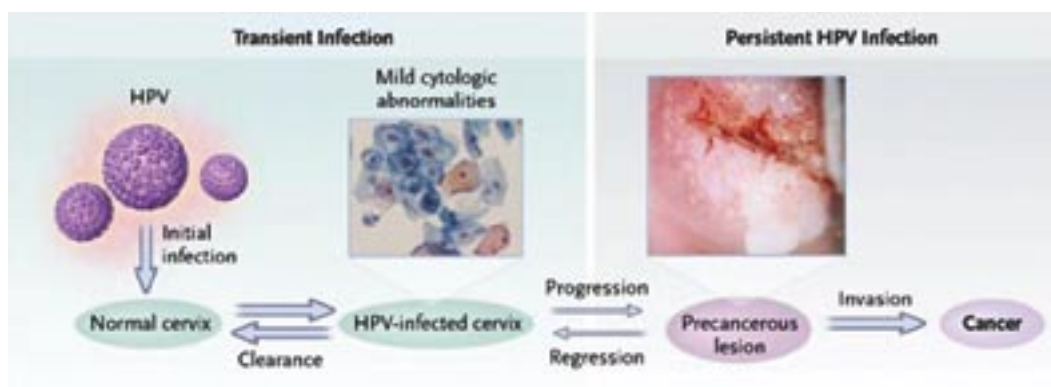 Transient Infection
Persistent HPV Infection
HPV
Mild cytologic
abnormalities
Initial
infection
Normal cervix
Clearance
HPV-infected cervix
Progression
Regression
Precancerous
lesion
Invasion
Cancer